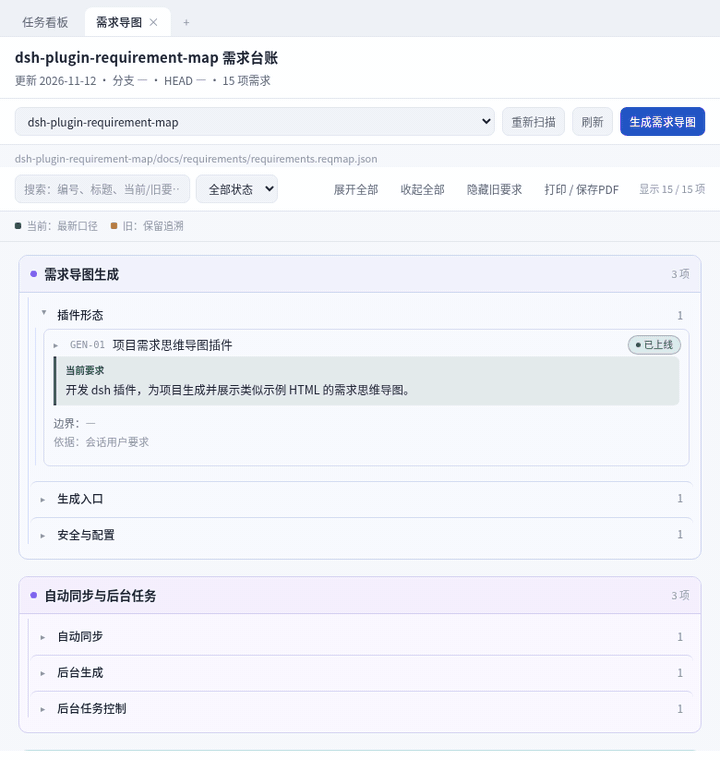 任务看板 需求导图 × +
dsh-plugin-requirement-map 需求台账
更新 2026-11-12 · 分支 — · HEAD — · 15 项需求
dsh-plugin-requirement-map 重新扫描 刷新 生成需求导图
dsh-plugin-requirement-map/docs/requirements/requirements.reqmap.json
搜索：编号、标题、当前/旧要… 全部状态 展开全部 收起全部 隐藏旧要求 打印 / 保存PDF 显示 15 / 15 项
当前：最新口径 旧：保留追溯
需求导图生成 3 项
插件形态 1
GEN-01 项目需求思维导图插件 已上线
当前要求
开发 dsh 插件，为项目生成并展示类似示例 HTML 的需求思维导图。
边界：—
依据：会话用户要求
生成入口 1
安全与配置 1
自动同步与后台任务 3 项
自动同步 1
后台生成 1
后台任务控制 1